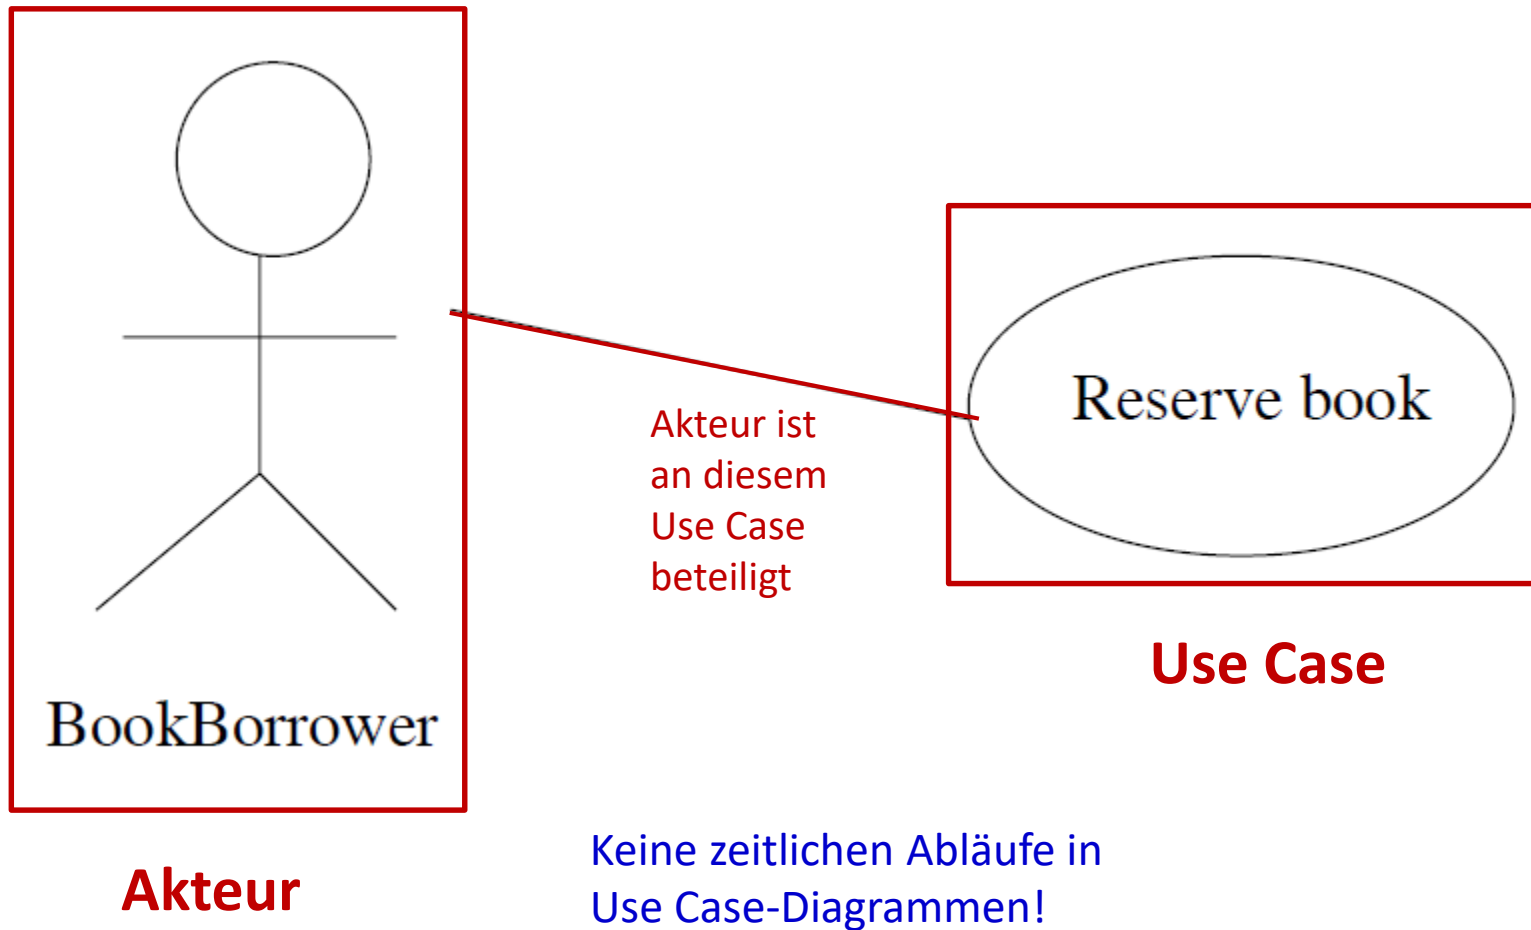 Reserve book
Akteur ist
an diesem
Use Case
beteiligt
Use Case
BookBorrower
Akteur
Keine zeitlichen Abläufe in
Use Case-Diagrammen!